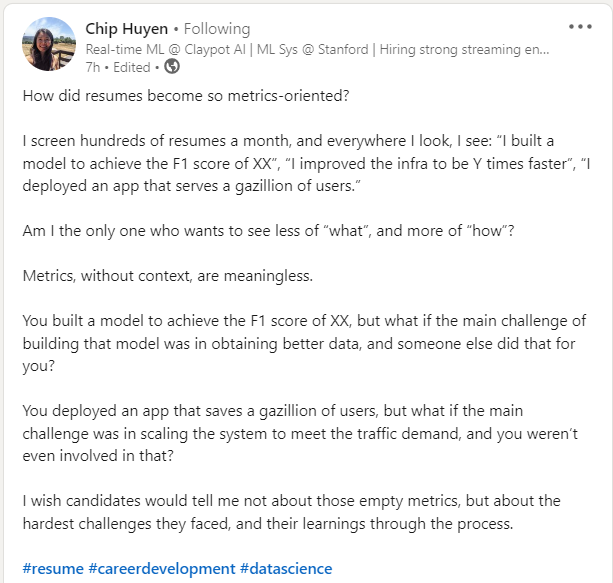 Chip Huyen • Following
Real-time ML @ Claypot AI | ML Sys @ Stanford | Hiring strong streaming en...
7h • Edited •
How did resumes become so metrics-oriented?
I screen hundreds of resumes a month, and everywhere I look, I see: “I built a
model to achieve the F1 score of XX”, “I improved the infra to be Y times faster”, “I
deployed an app that serves a gazillion of users.”
Am I the only one who wants to see less of “what”, and more of “how”?
Metrics, without context, are meaningless.
You built a model to achieve the F1 score of XX, but what if the main challenge of
building that model was in obtaining better data, and someone else did that for
you?
You deployed an app that saves a gazillion of users, but what if the main
challenge was in scaling the system to meet the traffic demand, and you weren’t
even involved in that?
I wish candidates would tell me not about those empty metrics, but about the
hardest challenges they faced, and their learnings through the process.
#resume #careerdevelopment #datascience